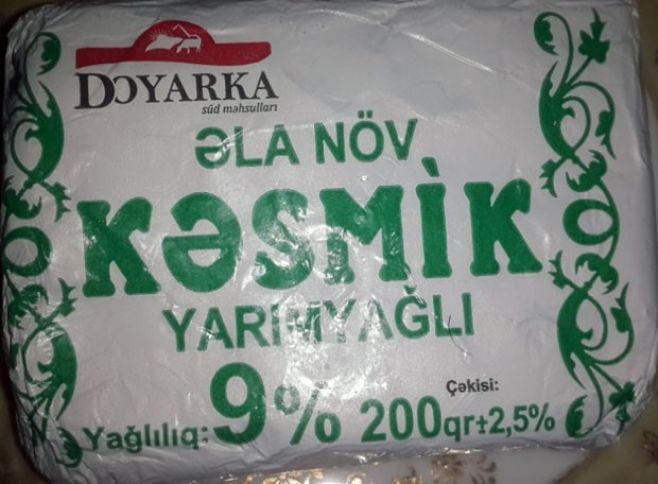 DOYARKA
süd məhsulları
ƏLA NÖV
KƏSMİK
YARIMYAĞLI
Çəkisi:
Yağlılıq: 9% 200qr±2,5%